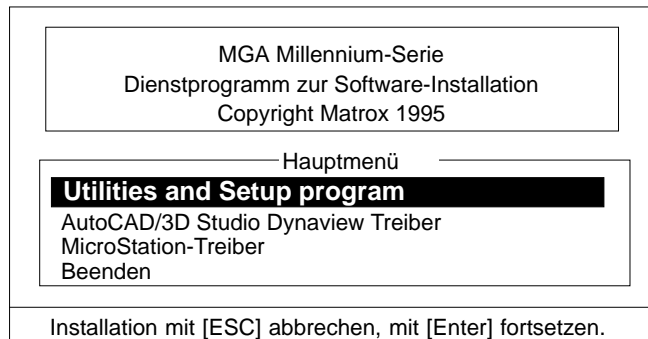 MGA Millennium-Serie
Dienstprogramm zur Software-Installation
Copyright Matrox 1995
Hauptmenü
Utilities and Setup program
AutoCAD/3D Studio Dynaview Treiber
MicroStation-Treiber
Beenden
Installation mit [ESC] abbrechen, mit [Enter] fortsetzen.